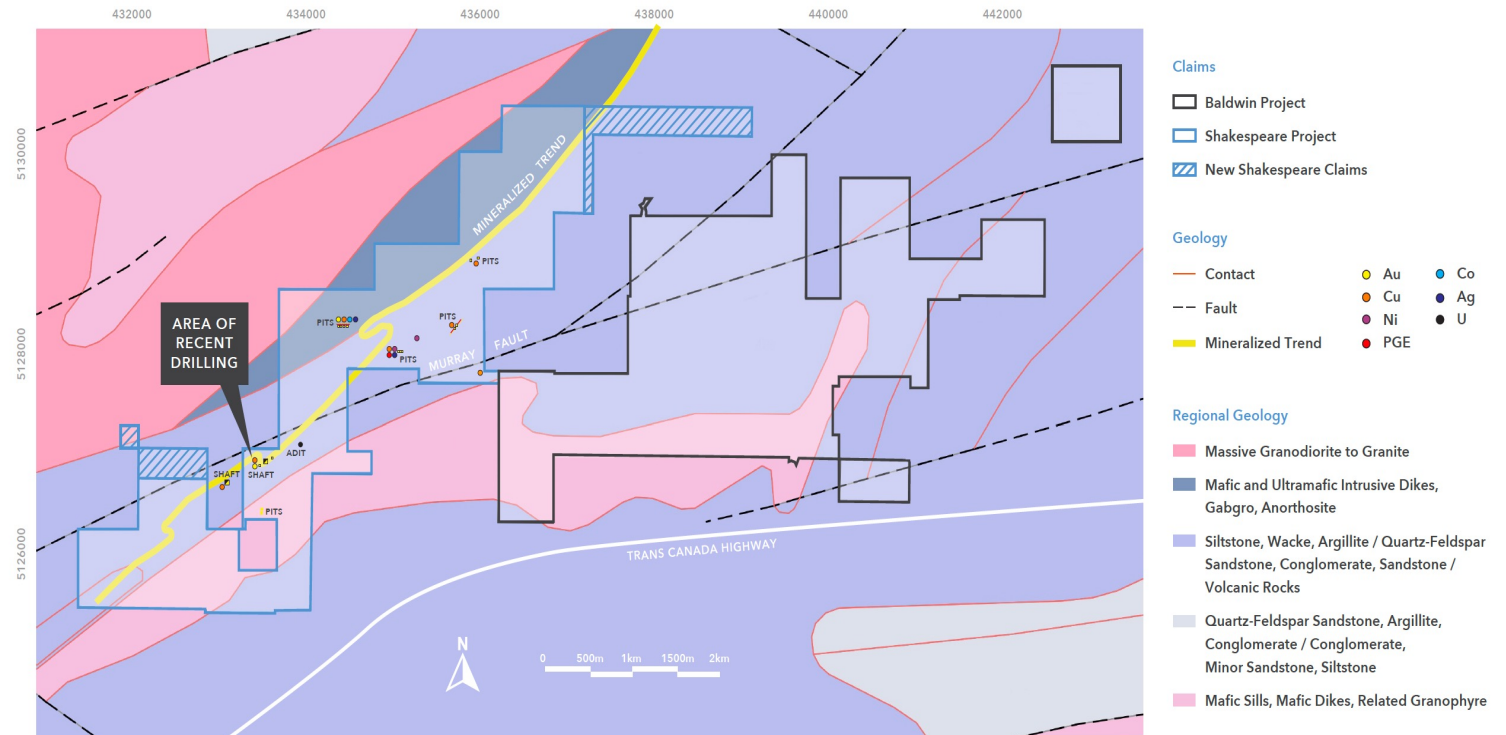 432000 434000 436000 438000 440000 442000
5130000
5128000
5126000
MINERALIZED TREND
PITS
PITS
PITS
PITS
MURRAY FAULT
AREA OF
RECENT
DRILLING
ADIT
SHAFT SHAFT
PITS
TRANS CANADA HIGHWAY
N
0 500m 1km 1500m 2km
Claims
Baldwin Project
Shakespeare Project
New Shakespeare Claims
Geology
Contact
Fault
Mineralized Trend
Au
Cu
Ni
PGE
Co
Ag
U
Regional Geology
Massive Granodiorite to Granite
Mafic and Ultramafic Intrusive Dikes,
Gabgro, Anorthosite
Siltstone, Wacke, Argillite / Quartz-Feldspar
Sandstone, Conglomerate, Sandstone /
Volcanic Rocks
Quartz-Feldspar Sandstone, Argillite,
Conglomerate / Conglomerate,
Minor Sandstone, Siltstone
Mafic Sills, Mafic Dikes, Related Granophyre